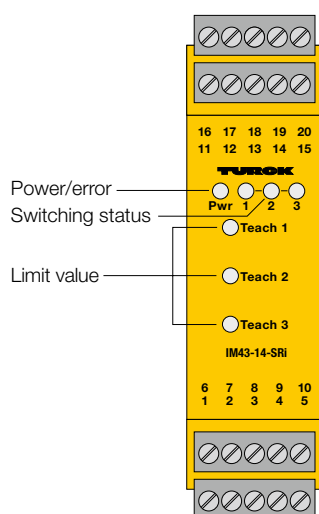 16 17 18 19 20
11 12 13 14 15
TURCK
Power/error
Pwr 1 2 3
Switching status
Teach 1
Limit value
Teach 2
Teach 3
IM43-14-SRi
6 7 8 9 10
1 2 3 4 5